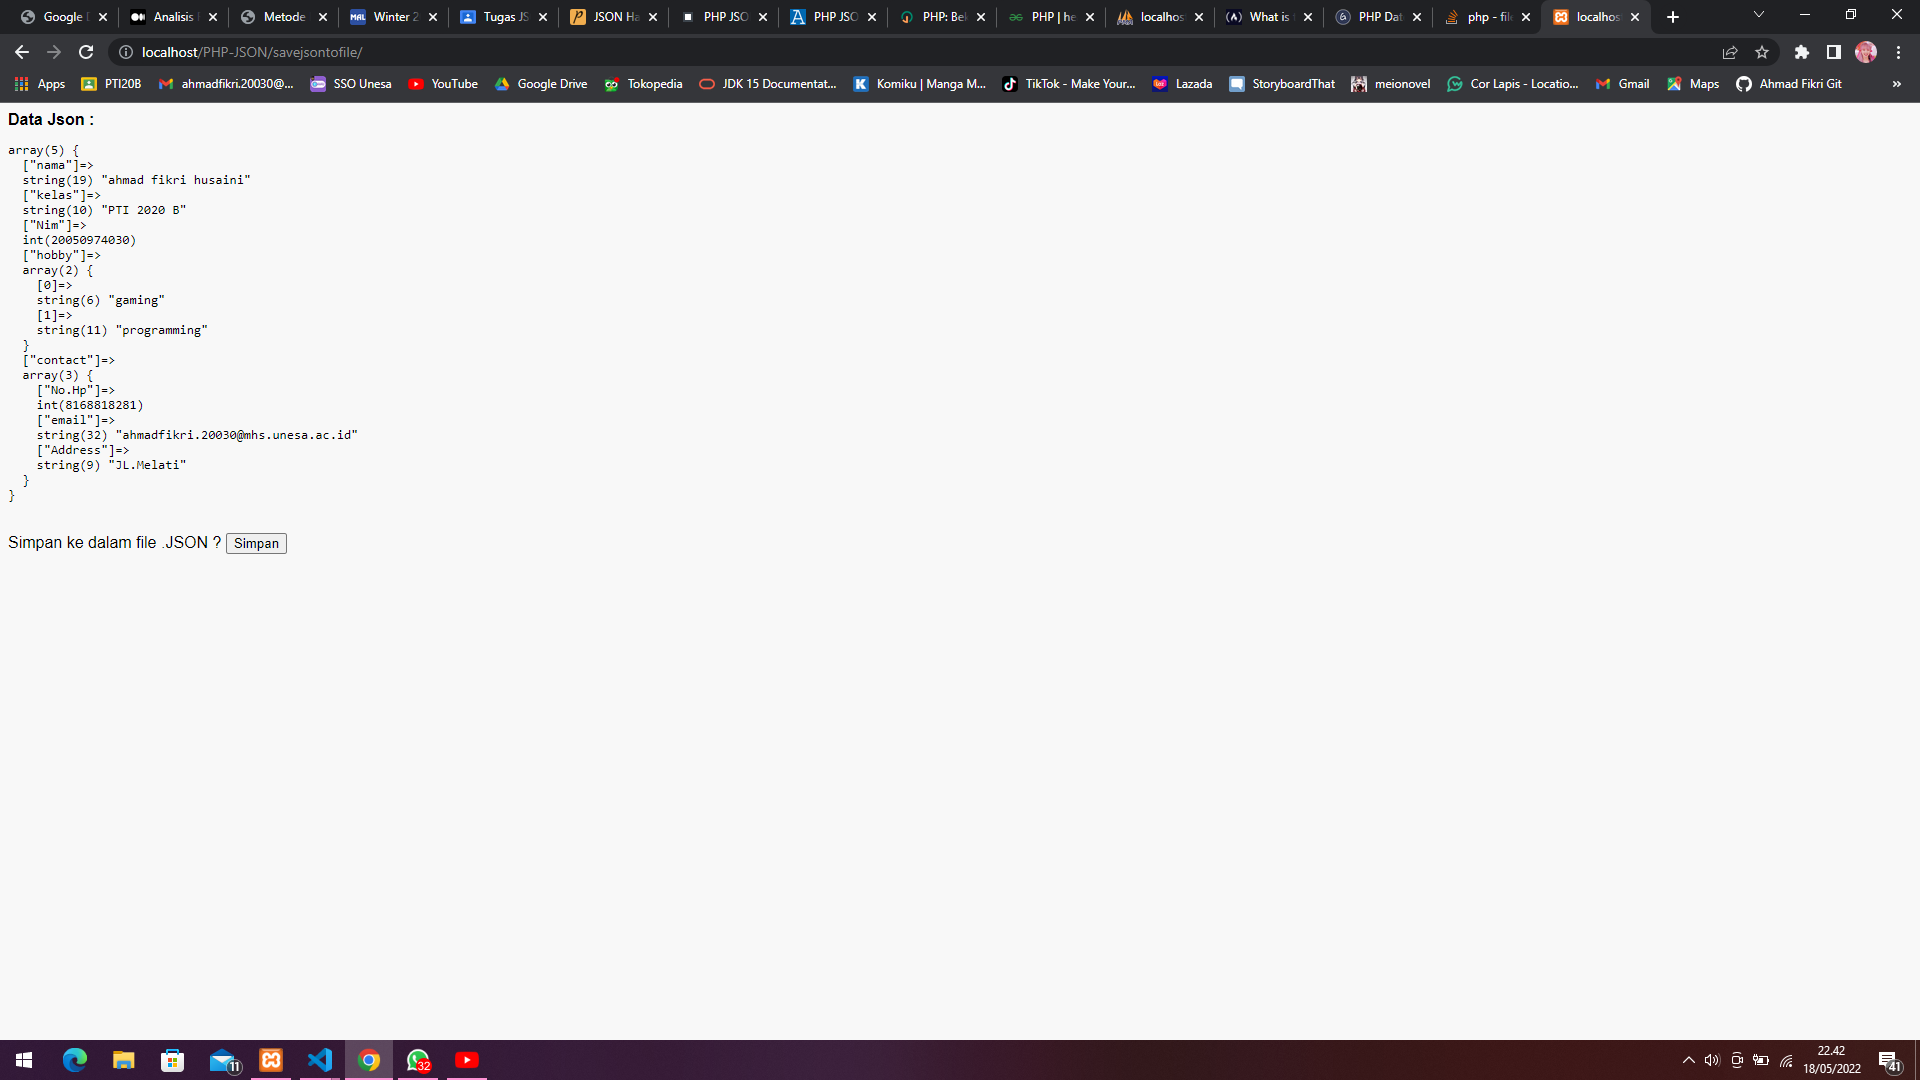 Google D
Analisis F
Metode
MAL Winter 2
Tugas JS
JSON Ha
PHP JSO
PHP JSO
PHP: Bel
PHP | he
localhos
What is
PHP Dat
php - file
localhos
localhost/PHP-JSON/savejsontofile/
Apps
PTI20B
ahmadfikri.20030@...
SSO Unesa
YouTube
Google Drive
Tokopedia
JDK 15 Documentat...
Komiku | Manga M...
TikTok - Make Your...
Lazada
StoryboardThat
meionovel
Cor Lapis - Locatio...
Gmail
Maps
Ahmad Fikri Git
»
Data Json :
array(5) {
["nama"]=>
string(19) "ahmad fikri husaini"
["kelas"]=>
string(10) "PTI 2020 B"
["Nim"]=>
int(20050974030)
["hobby"]=>
array(2) {
[0]=>
string(6) "gaming"
[1]=>
string(11) "programming"
}
["contact"]=>
array(3) {
["No.Hp"]=>
int(8168818281)
["email"]=>
string(32) "ahmadfikri.20030@mhs.unesa.ac.id"
["Address"]=>
string(9) "JL.Melati"
}
}
Simpan ke dalam file .JSON ? Simpan
11
32
22.42
18/05/2022
41